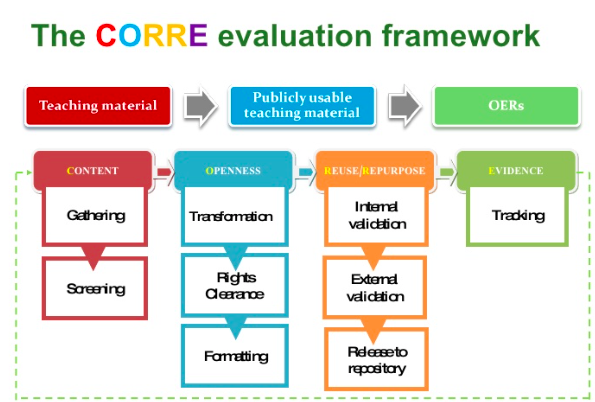 The CORRE evaluation framework
Teaching material
Publicly usable
teaching material
OERs
CONTENT
OPENNESS
REUSE/REPURPOSE
EVIDENCE
Gathering
Screening
Transformation
Rights
Clearance
Formatting
Internal
validation
External
validation
Release to
repository
Tracking